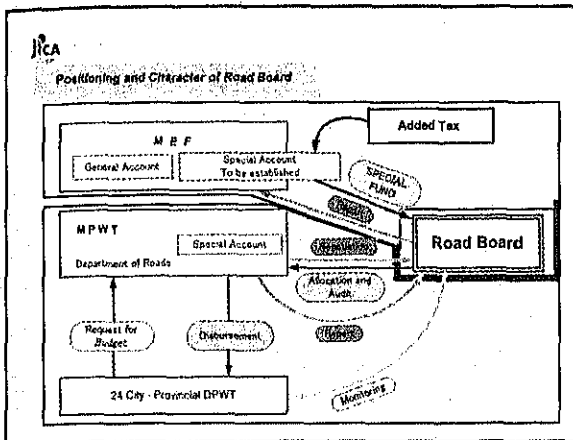 JICA
Positioning and Character of Road Board
M E F
General Account
Special Account
To be established
Added Tax
SPECIAL
FUND
Report
MPWT
Special Account
Department of Roads
Road Board
Allocation and
Audit
Request for
Budget
Disbursement
Report
24 City - Provincial DPWT
Monitoring